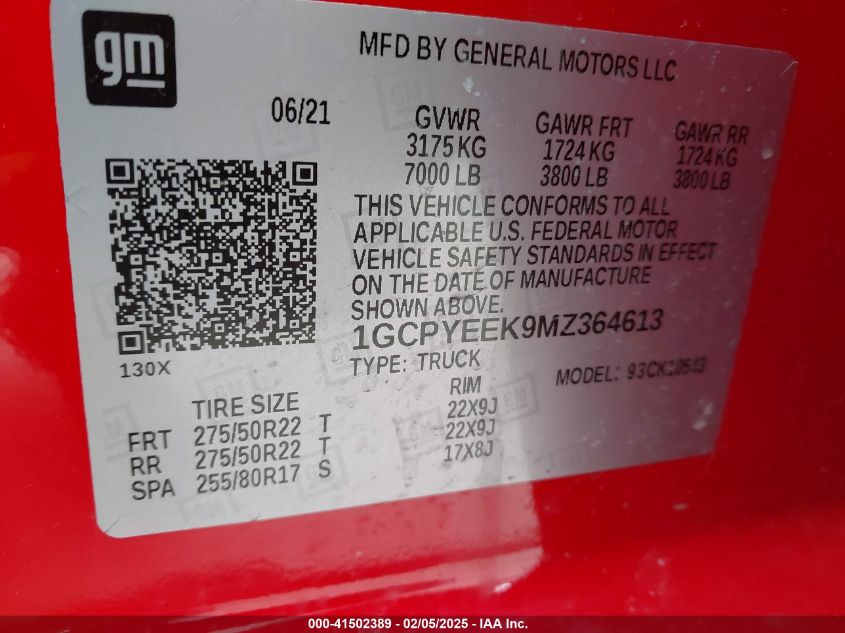 gm
MFD BY GENERAL MOTORS LLC
06/21
GVWR GAWR FRT GAWR RR
3175 KG 1724 KG 1724 KG
7000 LB 3800 LB 3800 LB
THIS VEHICLE CONFORMS TO ALL
APPLICABLE U.S. FEDERAL MOTOR
VEHICLE SAFETY STANDARDS IN EFFECT
ON THE DATE OF MANUFACTURE
SHOWN ABOVE.
1GCPYEEK9MZ364613
130X
TYPE: TRUCK MODEL: 93CK10543
TIRE SIZE RIM
FRT 275/50R22 T 22X9J
RR 275/50R22 T 22X9J
SPA 255/80R17 S 17X8J
000-41502389 - 02/05/2025 - IAA Inc.